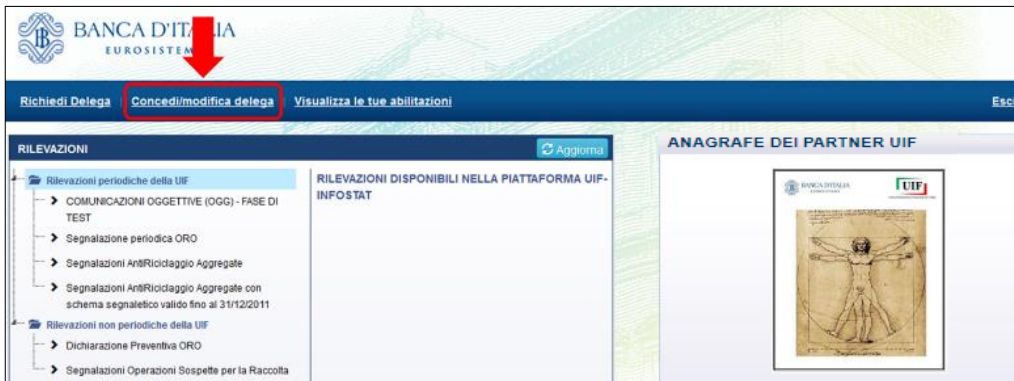 BANCA D'ITALIA
EUROSISTEM
Richiedi Delega
Concedi/modifica delega
Visualizza le tue abilitazioni
Esci
RILEVAZIONI
Aggiorna
Rilevazioni periodiche della UIF
COMUNICAZIONI OGGETTIVE (OGG) - FASE DI
TEST
Segnalazione periodica ORO
Segnalazioni AntiRiciclaggio Aggregate
Segnalazioni AntiRiciclaggio Aggregate con
schema segnaletico valido fino al 31/12/2011
Rilevazioni non periodiche della UIF
Dichiarazione Preventiva ORO
Segnalazioni Operazioni Sospette per la Raccolta
RILEVAZIONI DISPONIBILI NELLA PIATTAFORMA UIF-
INFOSTAT
ANAGRAFE DEI PARTNER UIF
BANCA D'ITALIA
UIF